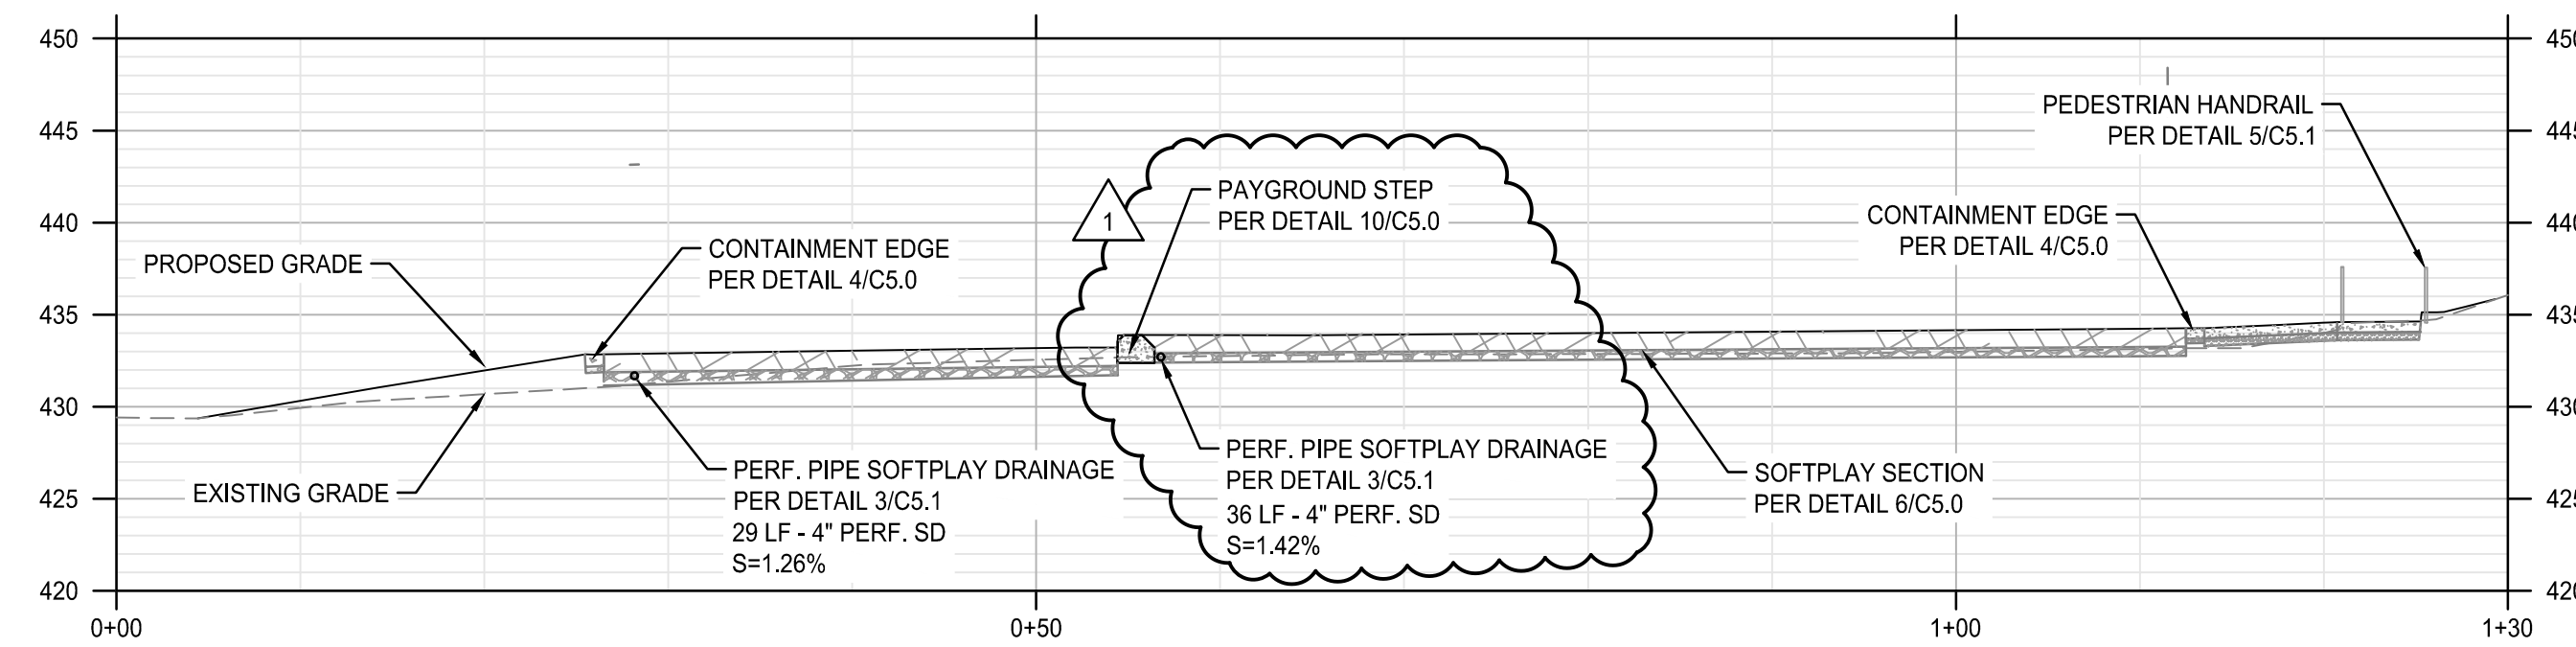 450
445
440
435
430
425
420
450
445
440
435
430
425
420
PROPOSED GRADE
EXISTING GRADE
CONTAINMENT EDGE
PER DETAIL 4/C5.0
PERF. PIPE SOFTPLAY DRAINAGE
PER DETAIL 3/C5.1
29 LF - 4" PERF. SD
S=1.26%
1
PAYGROUND STEP
PER DETAIL 10/C5.0
PERF. PIPE SOFTPLAY DRAINAGE
PER DETAIL 3/C5.1
36 LF - 4" PERF. SD
S=1.42%
SOFTPLAY SECTION
PER DETAIL 6/C5.0
CONTAINMENT EDGE
PER DETAIL 4/C5.0
PEDESTRIAN HANDRAIL
PER DETAIL 5/C5.1
0+00
0+50
1+00
1+30